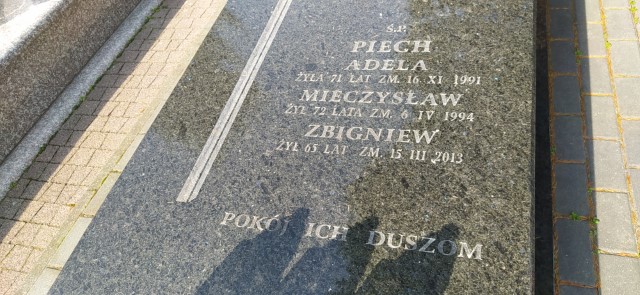 Ś.P.
PIECH
ADELA
ŻYŁA 71 LAT ZM. 16 XI 1991
MIECZYSŁAW
ŻYŁ 72 LATA ZM. 6 IV 1994
ZBIGNIEW
ŻYŁ 65 LAT ZM. 15 III 2013
POKÓJ ICH DUSZOM